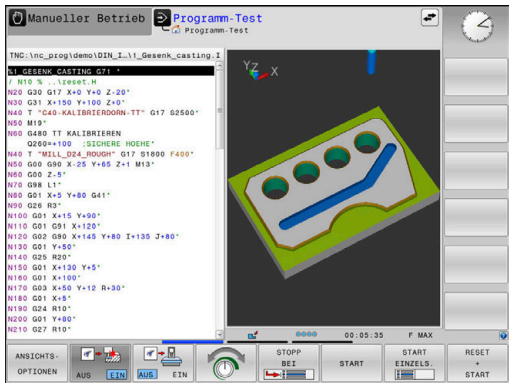 Manueller Betrieb
Programm-Test
Programm-Test
TNC:\nc_prog\demo\DIN_I…\1_Gesenk_casting.I
%1_GESENK_CASTING G71 *
/ N10 % ..\reset.H
N20 G30 G17 X+0 Y+0 Z-20*
N30 G31 X+150 Y+100 Z+0*
N40 T "C40-KALIBRIERDORN-TT" G17 S2500*
N50 M19*
N60 G480 TT KALIBRIEREN
Q260=+100 ;SICHERE HOEHE*
N40 T "MILL_D24_ROUGH" G17 S1800 F400*
N50 G00 G90 X-25 Y+65 Z+1 M13*
N60 G00 Z-5*
N70 G98 L1*
N80 G01 X+5 Y+80 G41*
N90 G26 R3*
N100 G01 X+15 Y+90*
N110 G01 G91 X+120*
N120 G02 G90 X+145 Y+80 I+135 J+80*
N130 G01 Y+50*
N140 G25 R20*
N150 G01 X+130 Y+5*
N160 G01 X+100*
N170 G03 X+50 Y+12 R+30*
N180 G01 X+5*
N190 G24 R10*
N200 G01 Y+80*
N210 G27 R10*
Y
Z
X
00:05:35
F MAX
ANSICHTS-
OPTIONEN
AUS EIN
AUS EIN
STOPP
BEI
START
START
EINZELS.
RESET
+
START